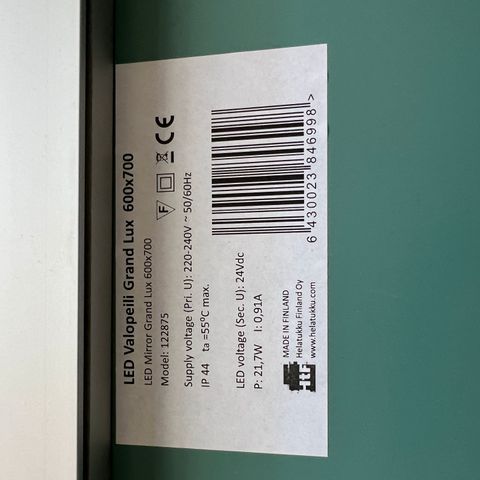 LED Valopeili Grand Lux 600x700
LED Mirror Grand Lux 600x700
Model: 122875
F
CE
Supply voltage (Pri. U): 220-240V ~ 50/60Hz
IP 44 ta =55°C max.
LED voltage (Sec. U): 24Vdc
P: 21,7W I: 0,91A
6 430023 846998 >
htf
MADE IN FINLAND
Helatukku Finland Oy
www.helatukku.com